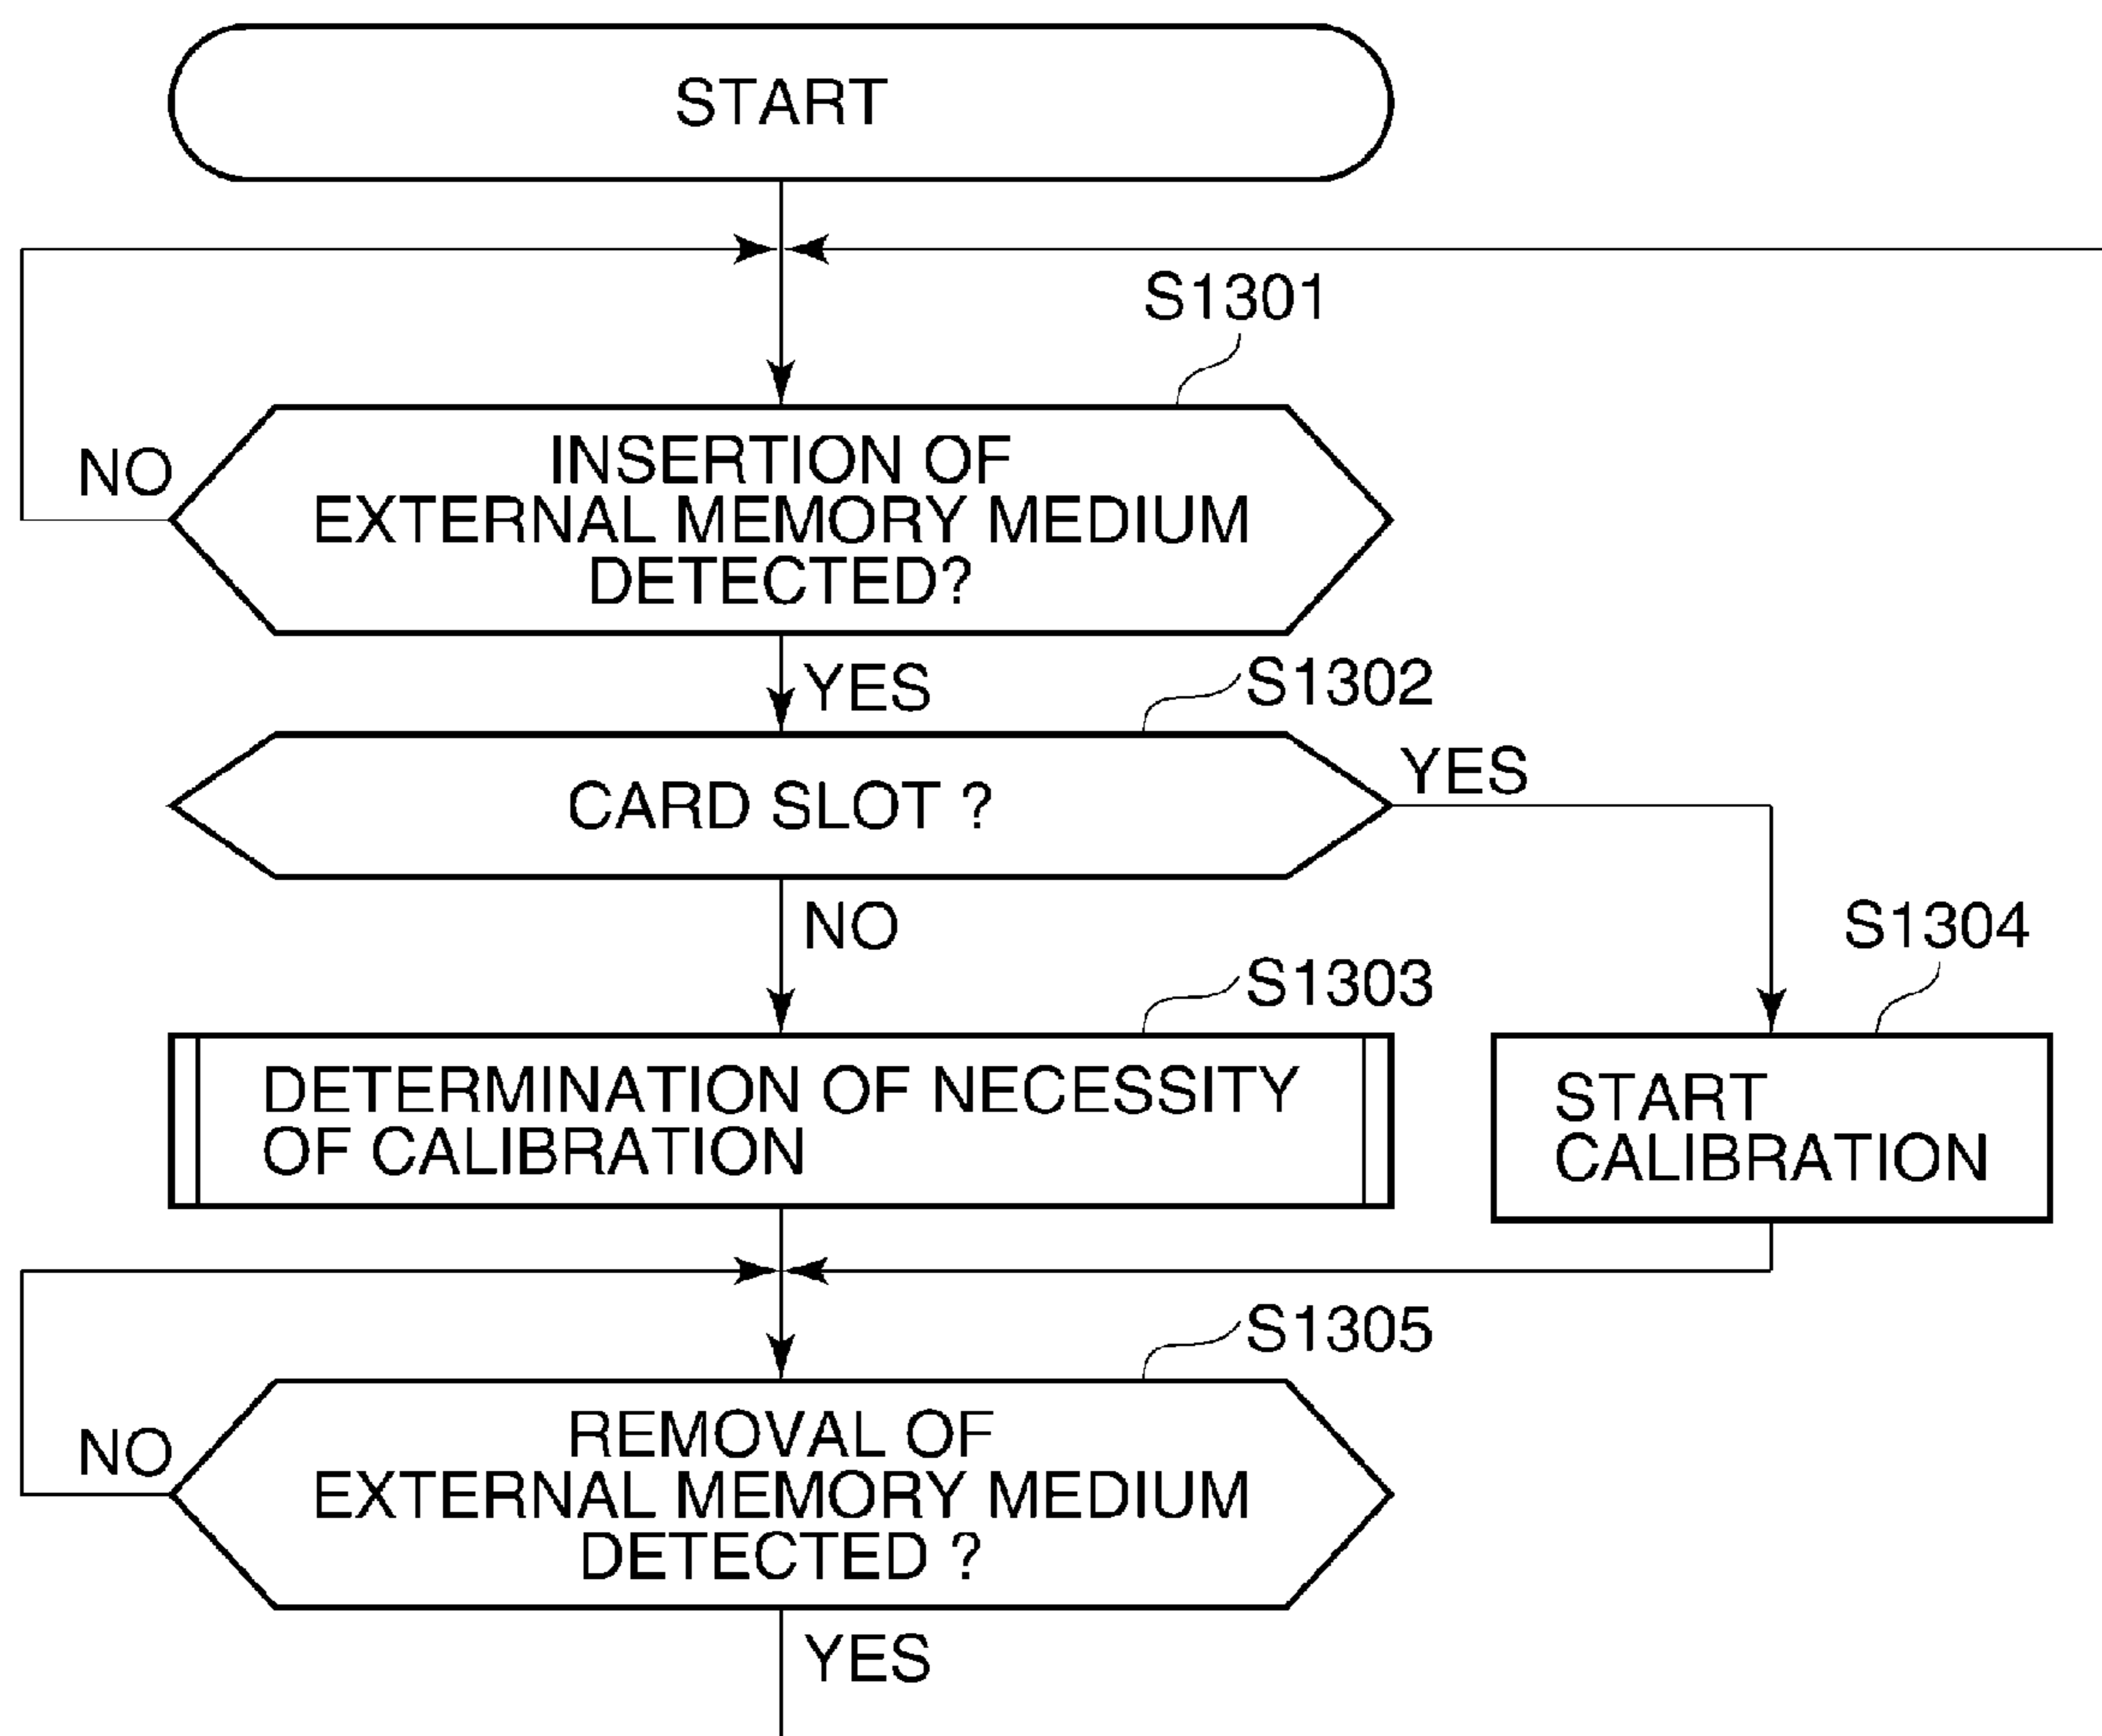 START
S1301
NO
INSERTION OF
EXTERNAL MEMORY MEDIUM
DETECTED?
YES
S1302
CARD SLOT ?
YES
NO
S1303
S1304
DETERMINATION OF NECESSITY
OF CALIBRATION
START
CALIBRATION
S1305
NO
REMOVAL OF
EXTERNAL MEMORY MEDIUM
DETECTED ?
YES